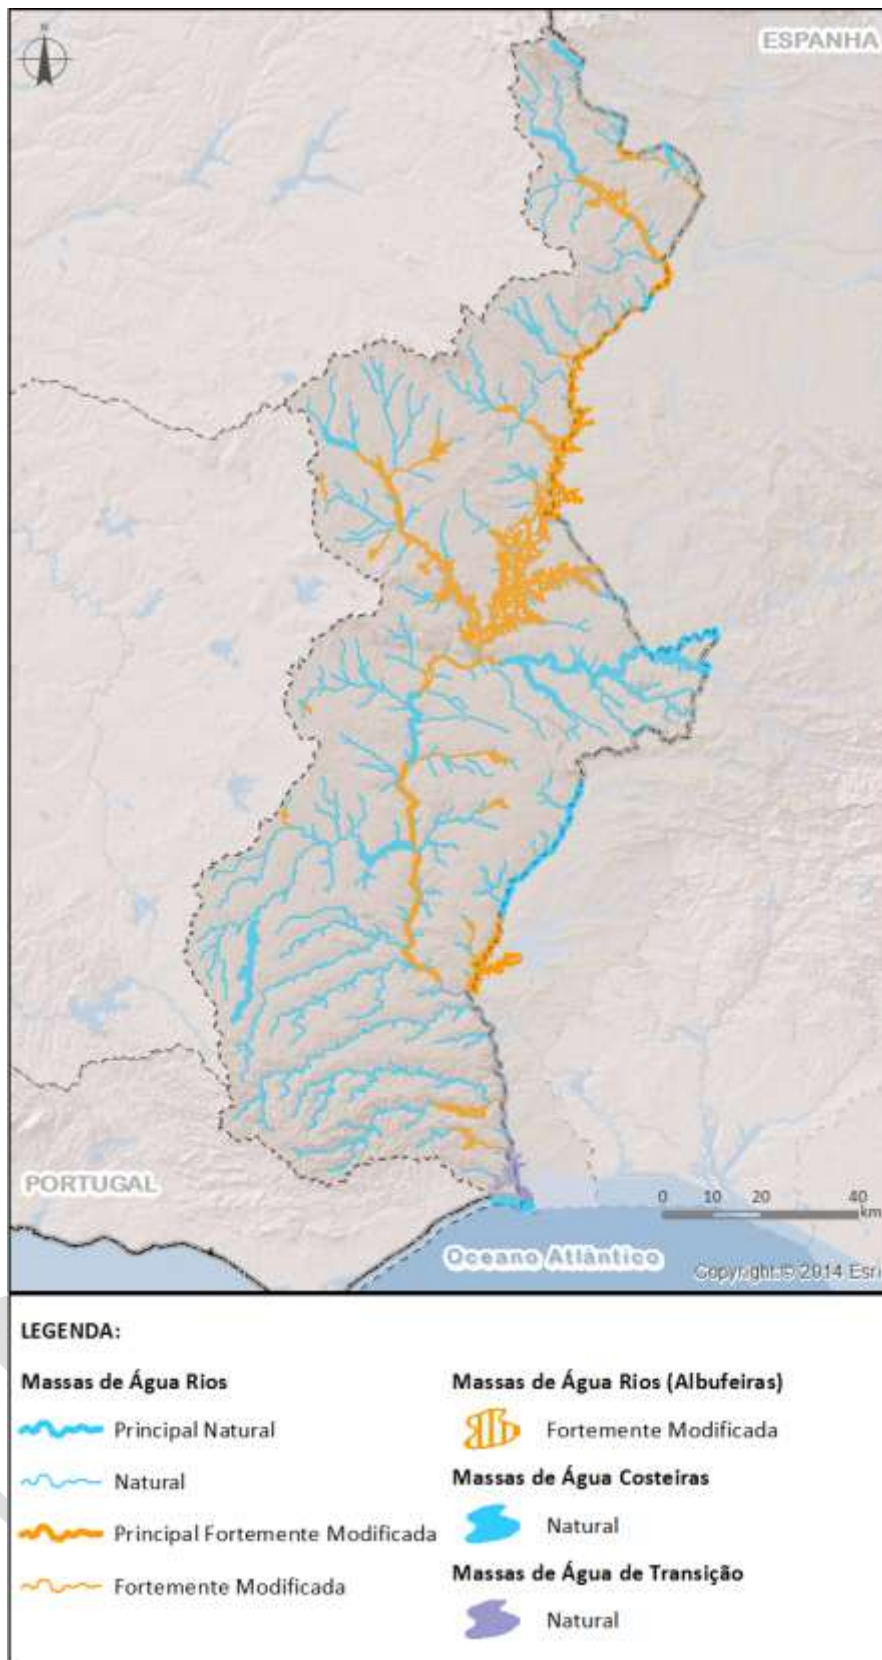 N
ESPANHA
PORTUGAL
0 10 20 40
km
Oceano Atlântico
Copyright:© 2014 Esri
LEGENDA:
Massas de Água Rios
Principal Natural
Natural
Principal Fortemente Modificada
Fortemente Modificada
Massas de Água Rios (Albufeiras)
Fortemente Modificada
Massas de Água Costeiras
Natural
Massas de Água de Transição
Natural